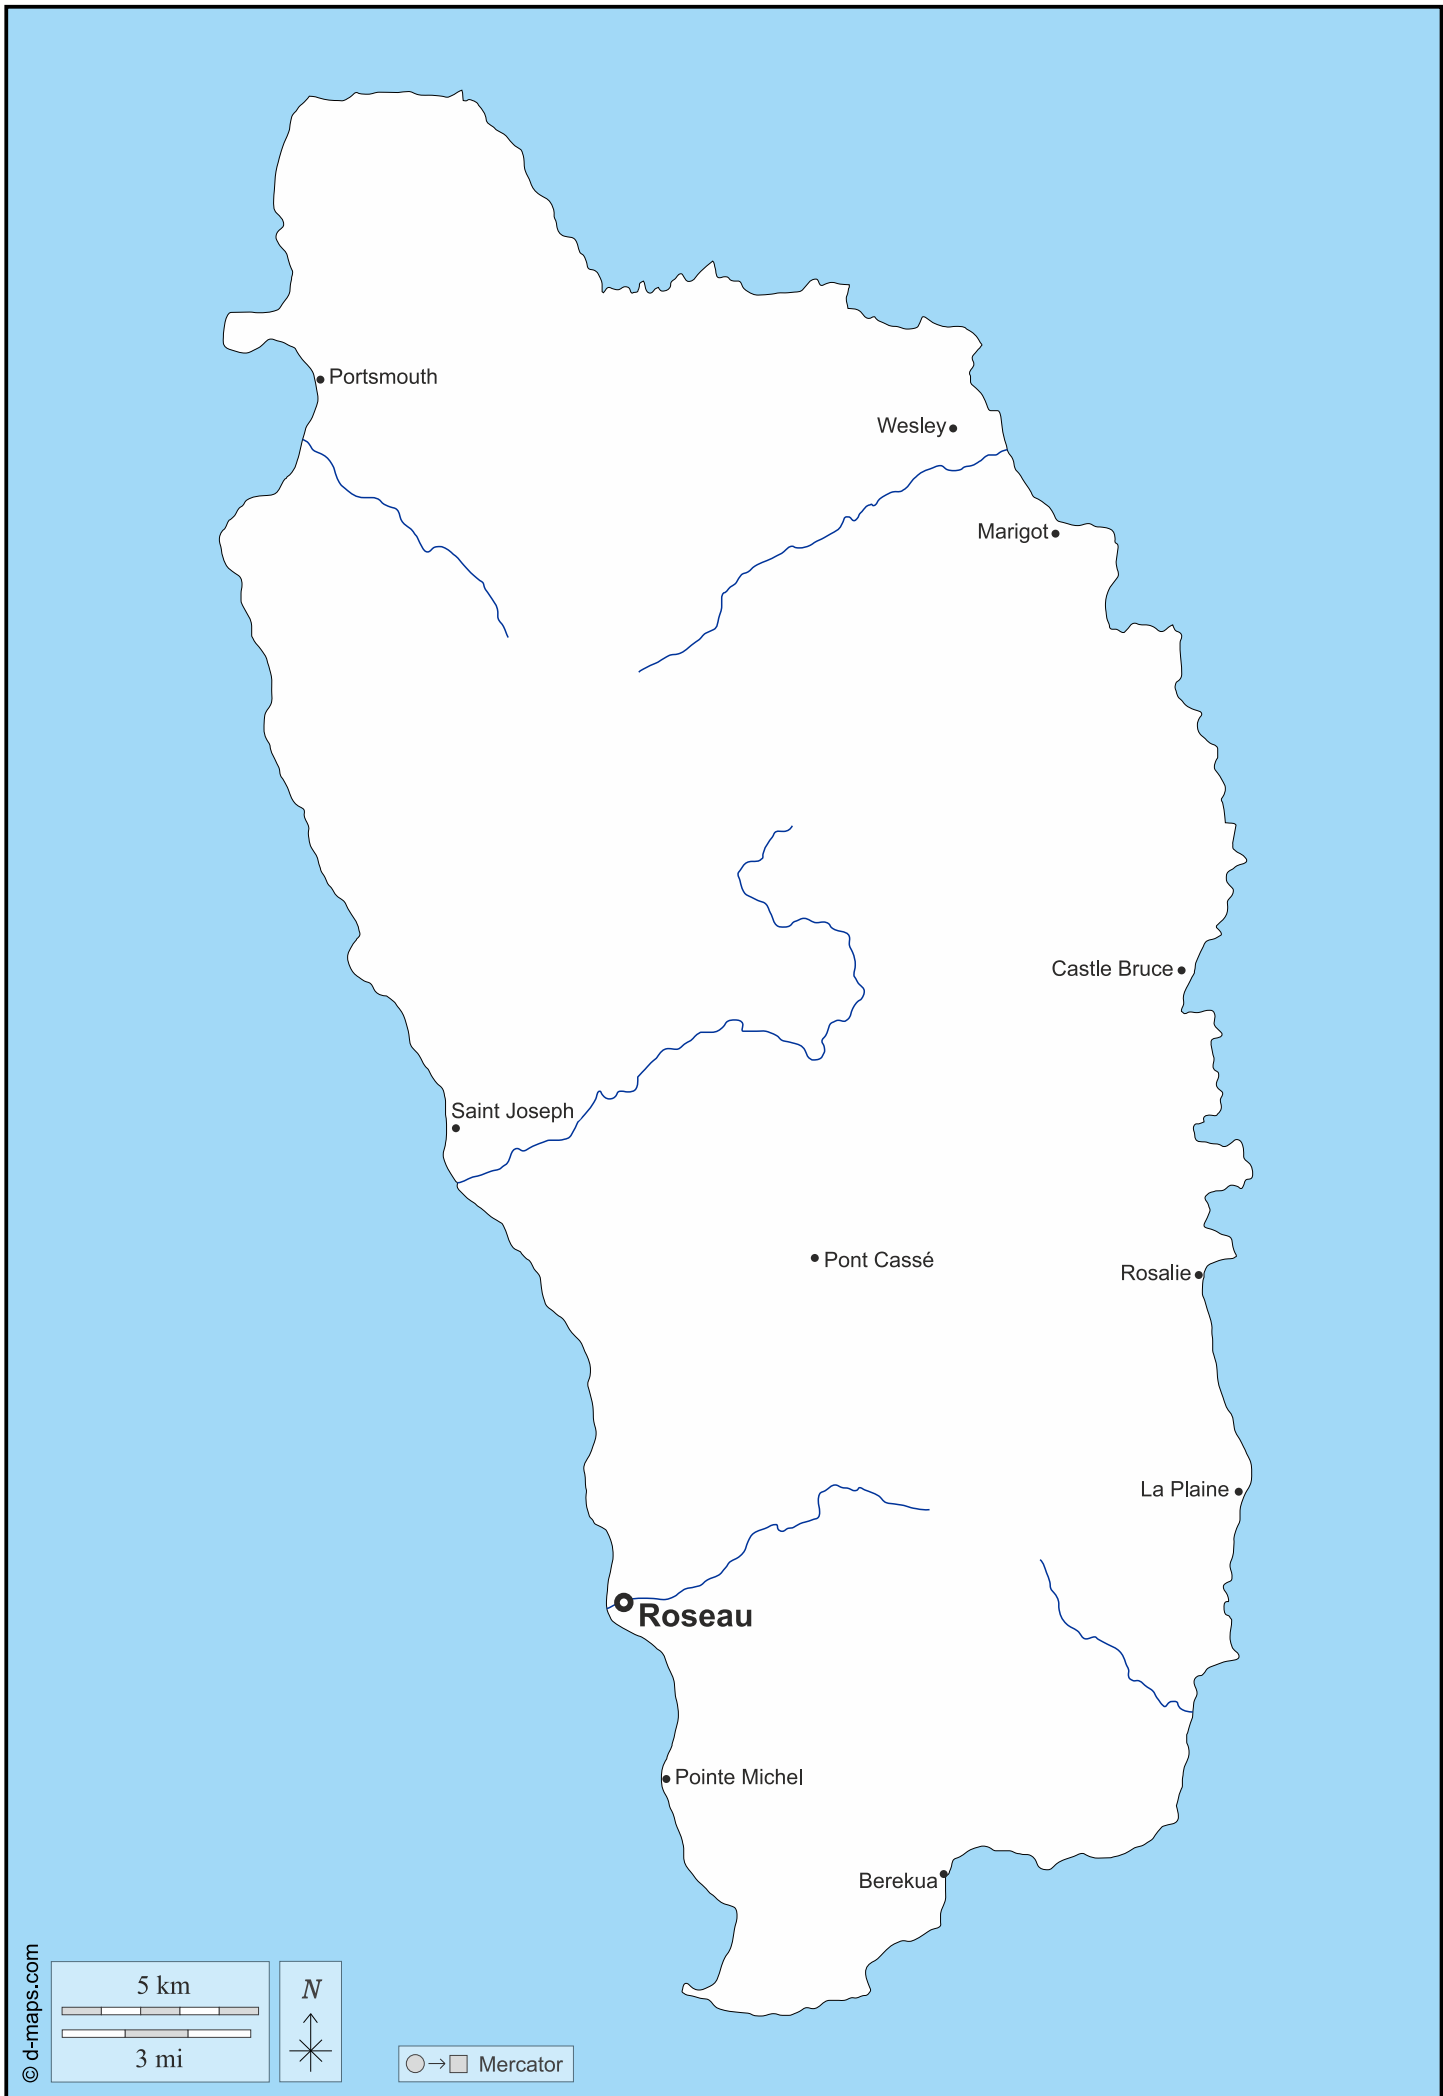 Portsmouth
Wesley
Marigot
Castle Bruce
Saint Joseph
Pont Cassé
Rosalie
La Plaine
Roseau
Pointe Michel
Berekua
© d-maps.com
5 km
3 mi
N
Mercator